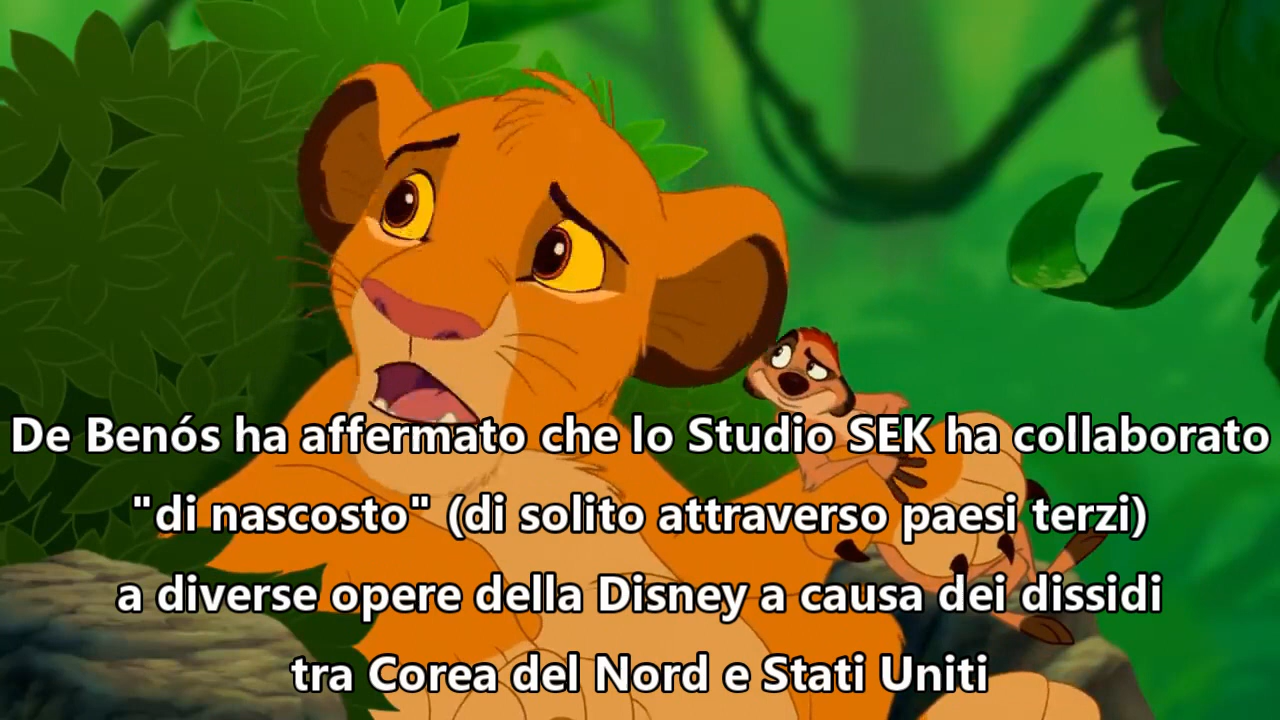 De Benós ha affermato che lo Studio SEK ha collaborato
"di nascosto" (di solito attraverso paesi terzi)
a diverse opere della Disney a causa dei dissidi
tra Corea del Nord e Stati Uniti